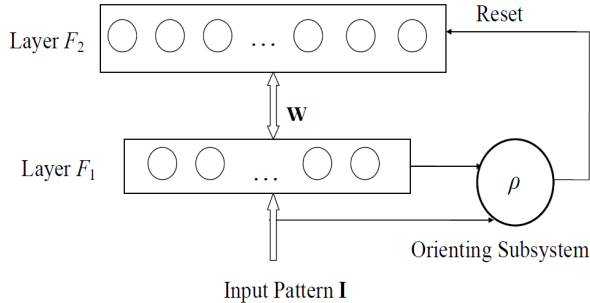 Reset
Layer F₂
...
W
Layer F₁
...
ρ
Orienting Subsystem
Input Pattern I